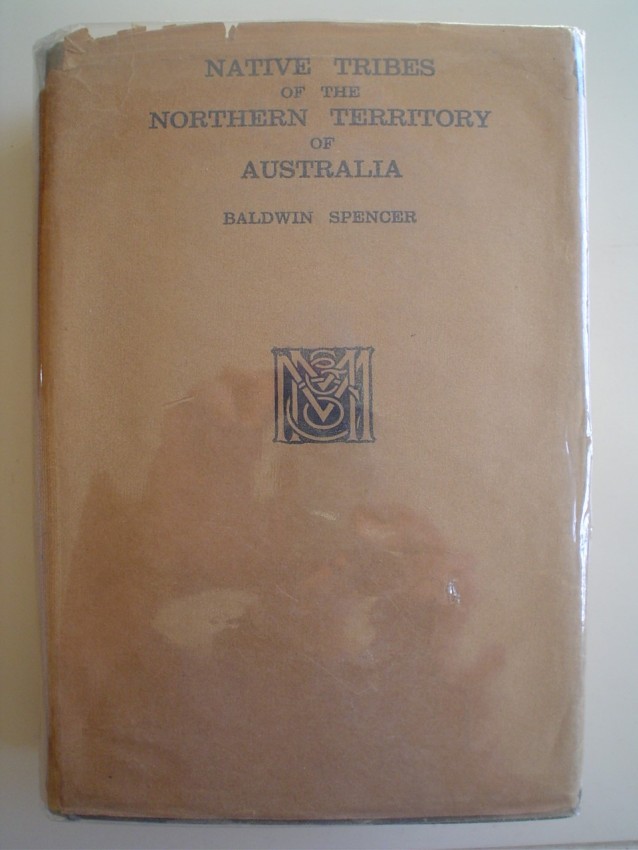 NATIVE TRIBES
OF THE
NORTHERN TERRITORY
OF
AUSTRALIA
BALDWIN SPENCER